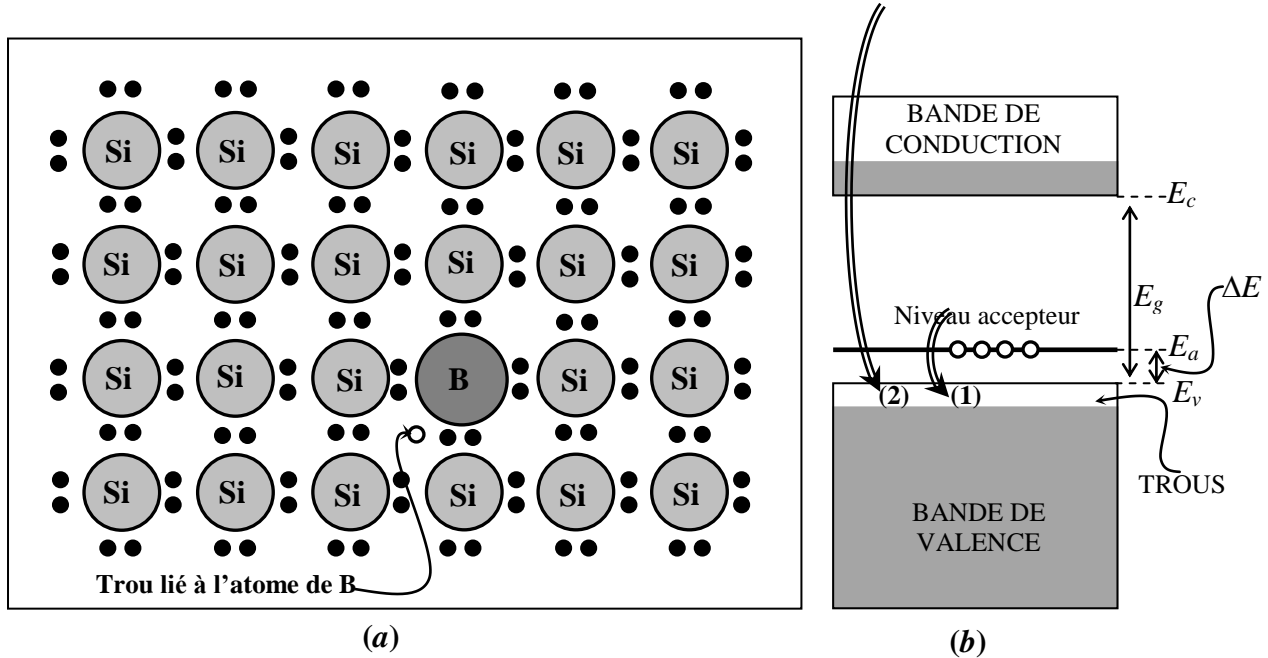 Si Si Si Si Si Si
Si Si Si Si Si Si
Si Si Si B Si Si
Si Si Si Si Si Si
Trou lié à l'atome de B
(a)
BANDE DE
CONDUCTION
E_c
E_g
ΔE
Niveau accepteur
E_a
(2) (1)
E_v
TROUS
BANDE DE
VALENCE
(b)